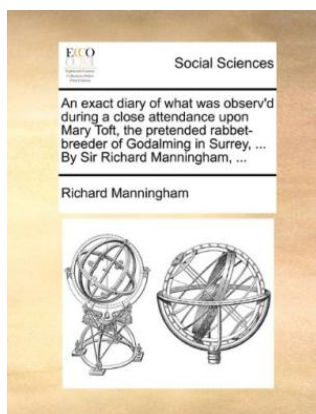 ECCO
Social Sciences
An exact diary of what was observ'd
during a close attendance upon
Mary Toft, the pretended rabbet-
breeder of Godalming in Surrey, ...
By Sir Richard Manningham, ...
Richard Manningham